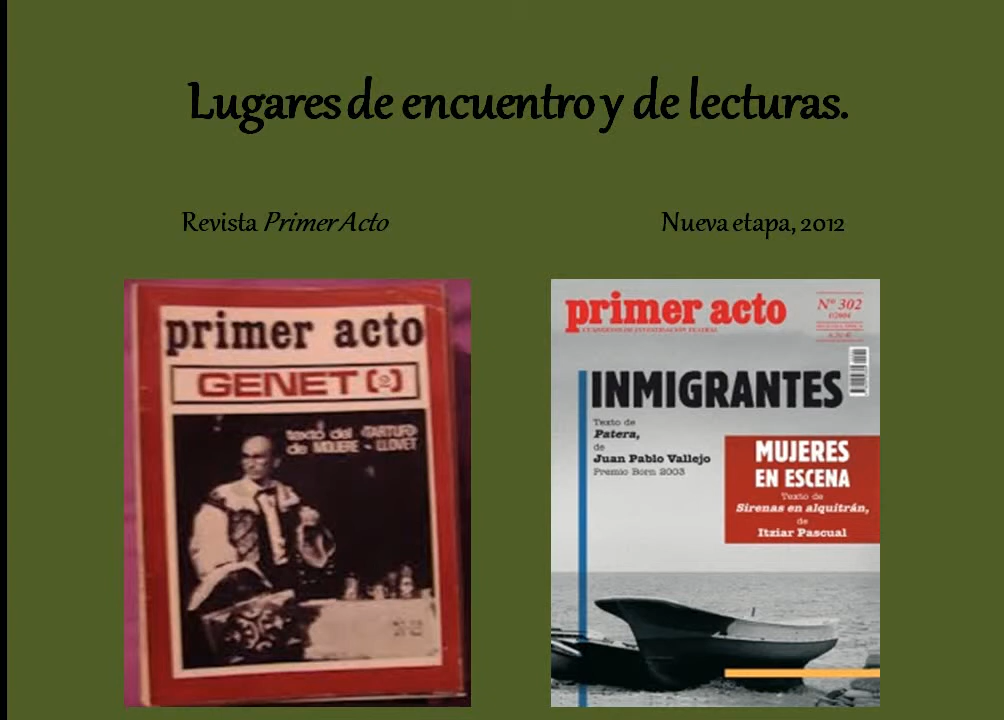 Lugares de encuentro y de lecturas.
Revista Primer Acto
Nueva etapa, 2012
primer acto
GENET (2)
texto del «TARTUFO»
de MOLIERE - LLOVET
primer acto
CUADERNOS DE INVESTIGACIÓN TEATRAL
Nº 302
1/2004
INMIGRANTES
Texto de
Patera,
de
Juan Pablo Vallejo
Premio Born 2003
MUJERES
EN ESCENA
Texto de
Sirenas en alquitrán,
de
Itziar Pascual